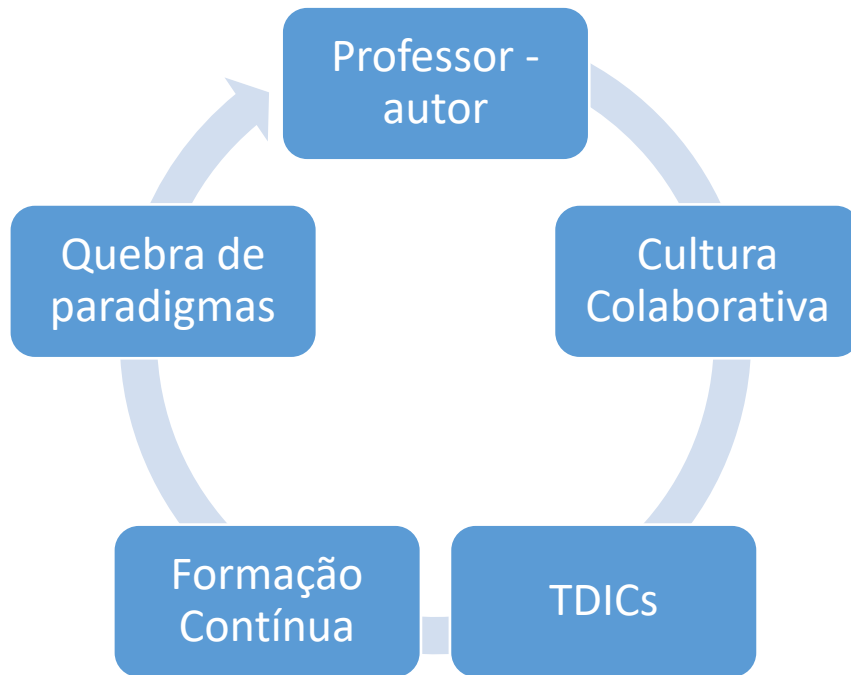 Professor -
autor
Cultura
Colaborativa
TDICs
Formação
Contínua
Quebra de
paradigmas